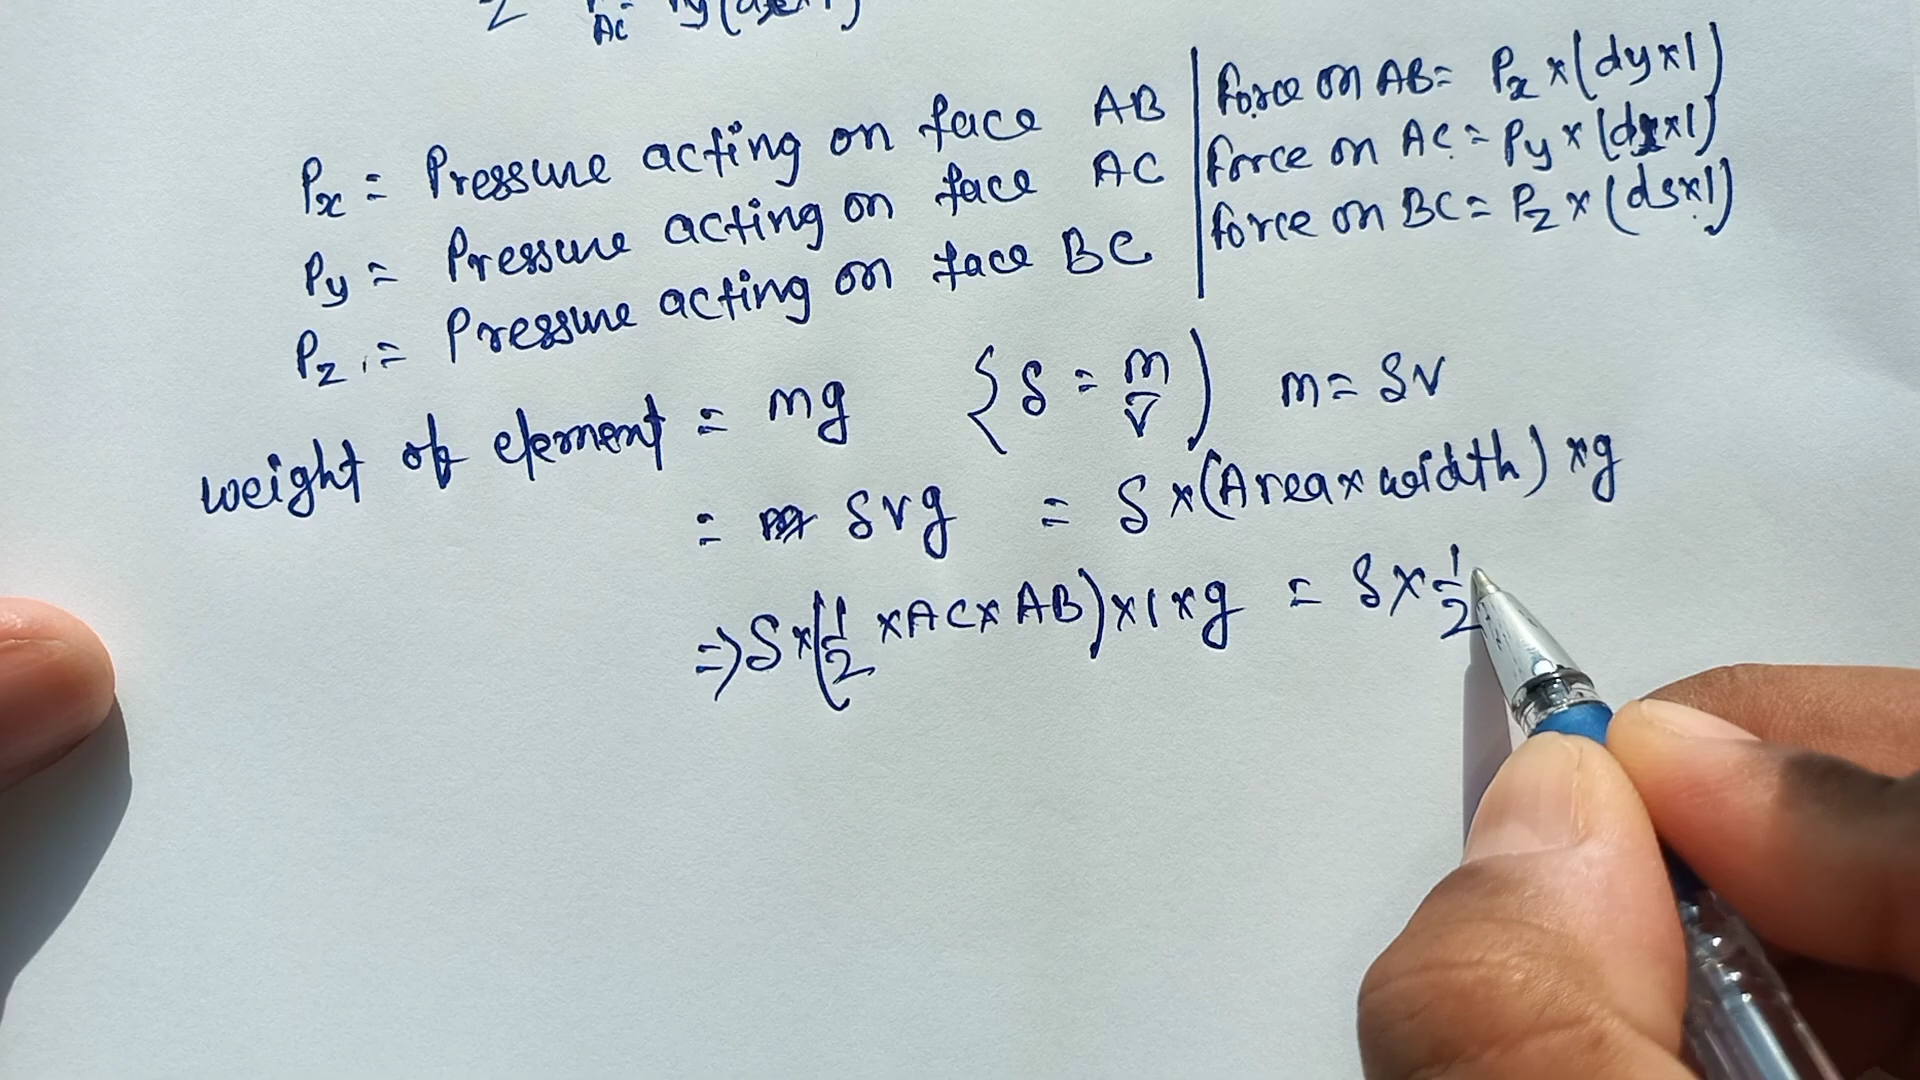 Px = Pressure acting on face AB | Force on AB = Px × (dy×1)
Py = Pressure acting on face AC | Force on AC = Py × (dx×1)
Pz = Pressure acting on face BC | Force on BC = Pz × (ds×1)
weight of element = mg { S = m/V ) m = SV
= SVg = S × (Area × width) × g
=> S × (1/2 × AC × AB) × 1 × g = S × 1/2